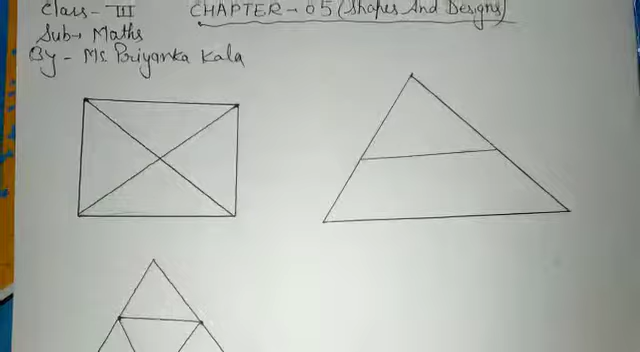 Class - III
CHAPTER - 05 (Shapes And Designs)
Sub - Maths
By - Ms. Priyanka Kala